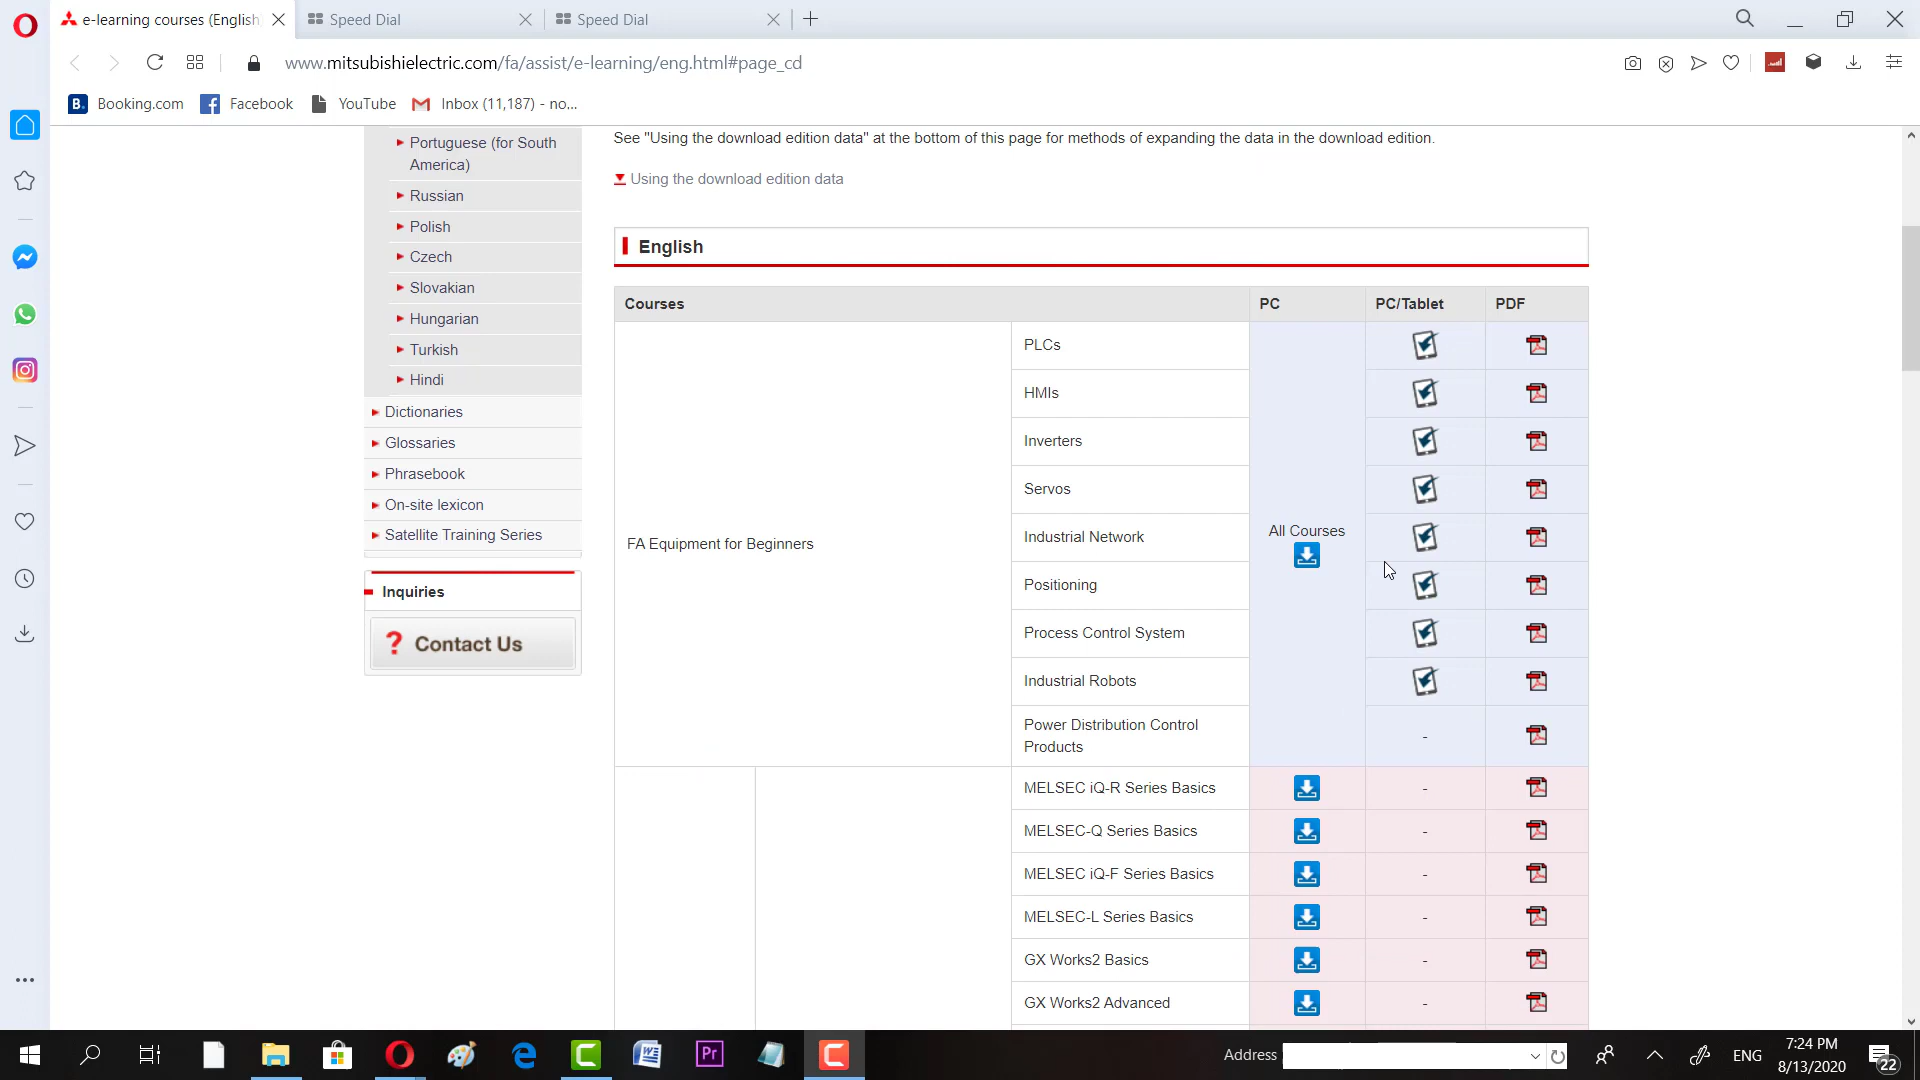 e-learning courses (English
Speed Dial
Speed Dial
www.mitsubishielectric.com/fa/assist/e-learning/eng.html#page_cd
B.
Booking.com
Facebook
YouTube
Inbox (11,187) - no...
Portuguese (for South
America)
Russian
Polish
Czech
Slovakian
Hungarian
Turkish
Hindi
Dictionaries
Glossaries
Phrasebook
On-site lexicon
Satellite Training Series
Inquiries
? Contact Us
See "Using the download edition data" at the bottom of this page for methods of expanding the data in the download edition.
Using the download edition data
English
Courses PC PC/Tablet PDF
FA Equipment for Beginners
All Courses
PLCs
HMIs
Inverters
Servos
Industrial Network
Positioning
Process Control System
Industrial Robots
Power Distribution Control
Products -
MELSEC iQ-R Series Basics -
MELSEC-Q Series Basics -
MELSEC iQ-F Series Basics -
MELSEC-L Series Basics -
GX Works2 Basics -
GX Works2 Advanced -
Pr
Address
ENG
7:24 PM
8/13/2020
22